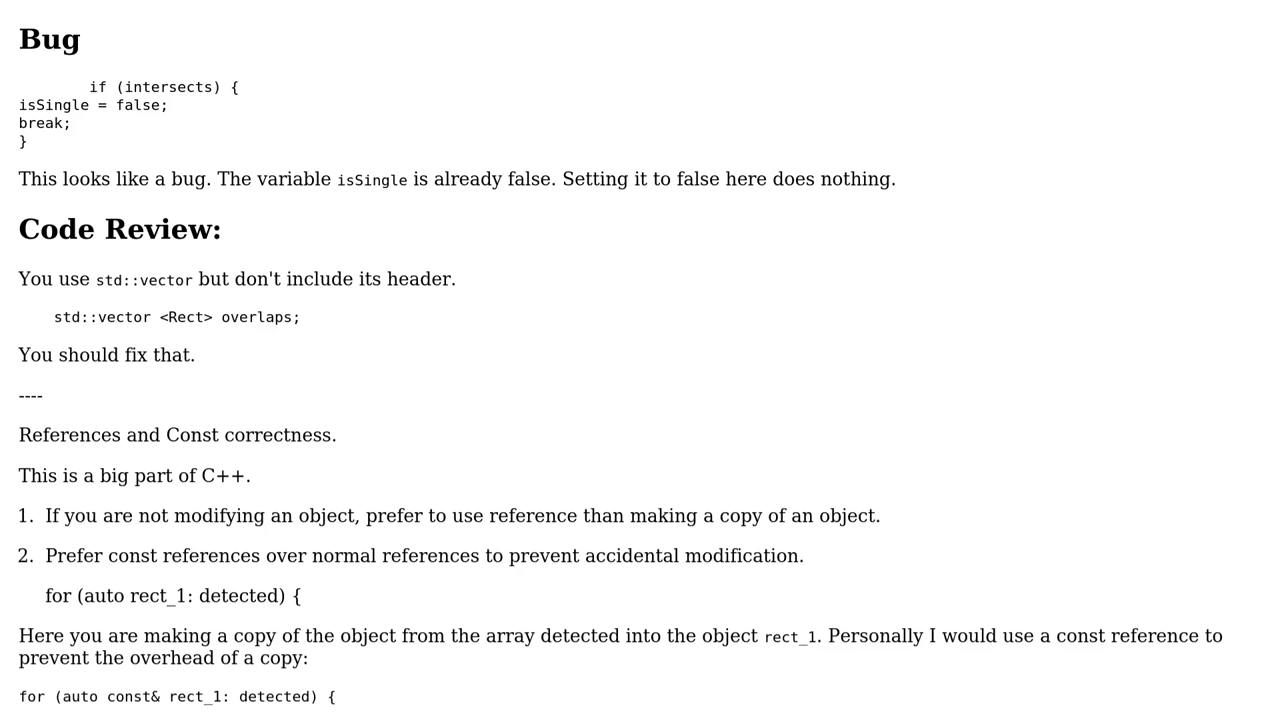 Bug
if (intersects) {
isSingle = false;
break;
}
This looks like a bug. The variable isSingle is already false. Setting it to false here does nothing.
Code Review:
You use std::vector but don't include its header.
std::vector <Rect> overlaps;
You should fix that.
----
References and Const correctness.
This is a big part of C++.
1. If you are not modifying an object, prefer to use reference than making a copy of an object.
2. Prefer const references over normal references to prevent accidental modification.
for (auto rect_1: detected) {
Here you are making a copy of the object from the array detected into the object rect_1. Personally I would use a const reference to
prevent the overhead of a copy:
for (auto const& rect_1: detected) {